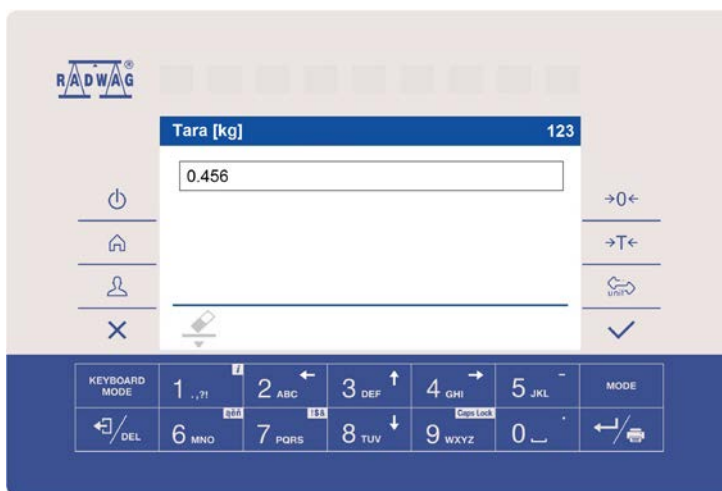 RADWAG®
Tara [kg] 123
0.456
→0←
→T←
unit
KEYBOARD MODE
1 .,?! i
2 ABC ←
3 DEF ↑
4 GHI →
5 JKL -
MODE
DEL
6 MNO ąêñ
7 PQRS !$&
8 TUV ↓
9 WXYZ Caps Lock
0 .